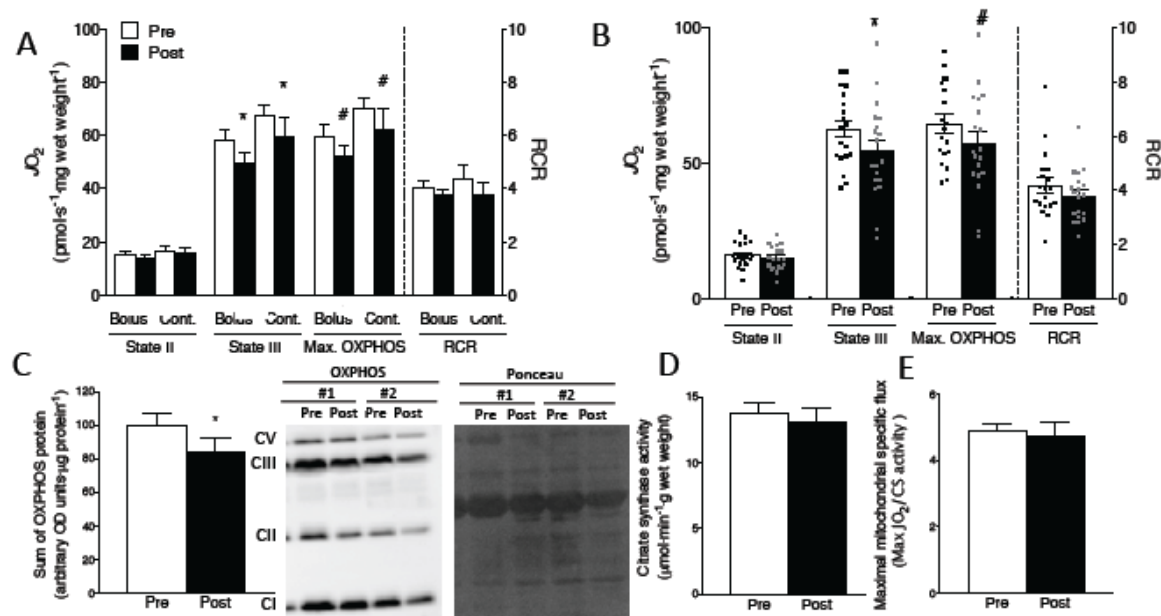 A
Pre
Post
JO2
(pmol·s-1·mg wet weight-1)
100
80
60
40
20
0
* * # #
10
8
6
4
2
0
RCR
Bolus Cont. Bolus Cont. Bolus Cont. Bolus Cont.
State II State III Max. OXPHOS RCR
B
JO2
(pmol·s-1·mg wet weight-1)
100
50
0
* #
10
8
6
4
2
0
RCR
Pre Post Pre Post Pre Post Pre Post
State II State III Max. OXPHOS RCR
C
Sum of OXPHOS protein
(arbitrary OD units·µg protein-1)
120
100
80
60
40
20
0
*
Pre Post
OXPHOS
#1 #2
Pre Post Pre Post
CV
CIII
CII
CI
Ponceau
#1 #2
Pre Post Pre Post
D
Citrate synthase activity
(µmol·min-1·g wet weight)
15
10
5
0
Pre Post
E
Maximal mitochondrial specific flux
(Max JO2/CS activity )
6
4
2
0
Pre Post